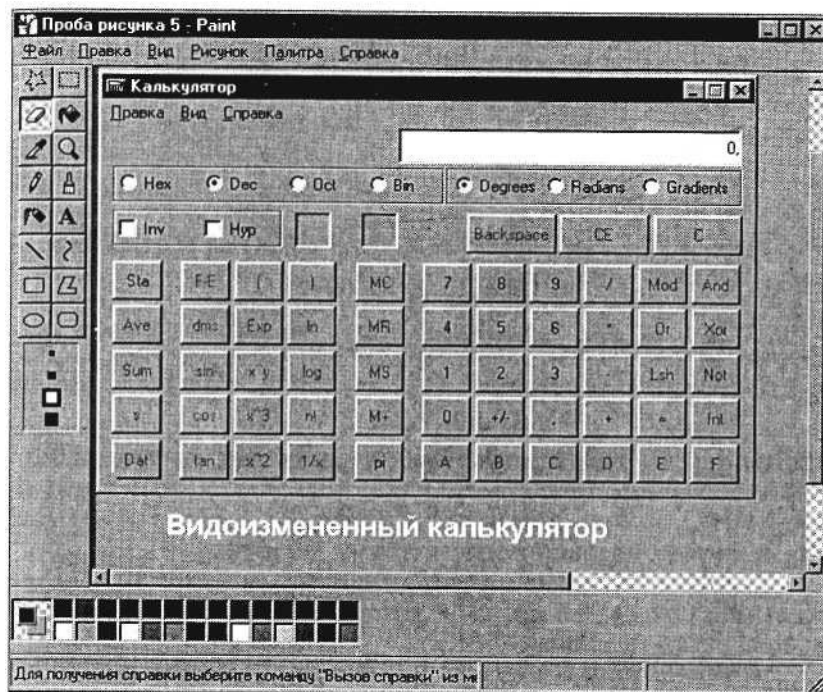 Проба рисунка 5 - Paint
Файл Правка Вид Рисунок Палитра Справка
Калькулятор
Правка Вид Справка
0,
Hex Dec Oct Bin Degrees Radians Gradients
Inv Hyp Backspace CE C
Sta F-E ( ) MC 7 8 9 / Mod And
Ave dms Exp ln MR 4 5 6 * Or Xor
Sum sin x^y log MS 1 2 3 - Lsh Not
s cos x^3 n! M+ 0 +/- , + = Int
Dat tan x^2 1/x pi A B C D E F
Видоизмененный калькулятор
Для получения справки выберите команду "Вызов справки" из